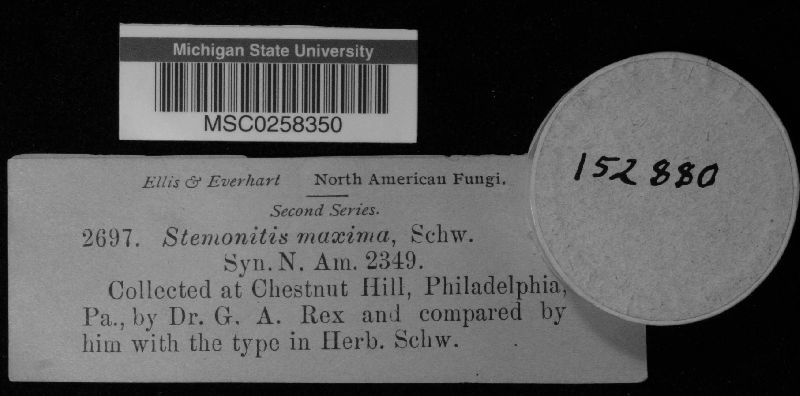 Michigan State University
MSC0258350
152880
Ellis & Everhart North American Fungi.
Second Series.
2697. Stemonitis maxima, Schw.
Syn. N. Am. 2349.
Collected at Chestnut Hill, Philadelphia,
Pa., by Dr. G. A. Rex and compared by
him with the type in Herb. Schw.